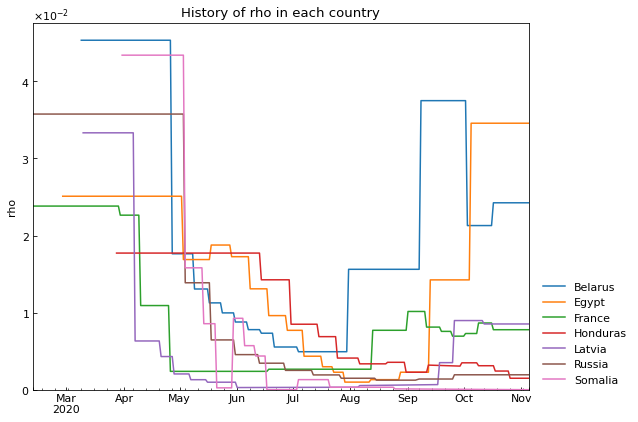 History of rho in each country
×10⁻²
4
3
2
1
0
rho
Mar Apr May Jun Jul Aug Sep Oct Nov
2020
Belarus
Egypt
France
Honduras
Latvia
Russia
Somalia